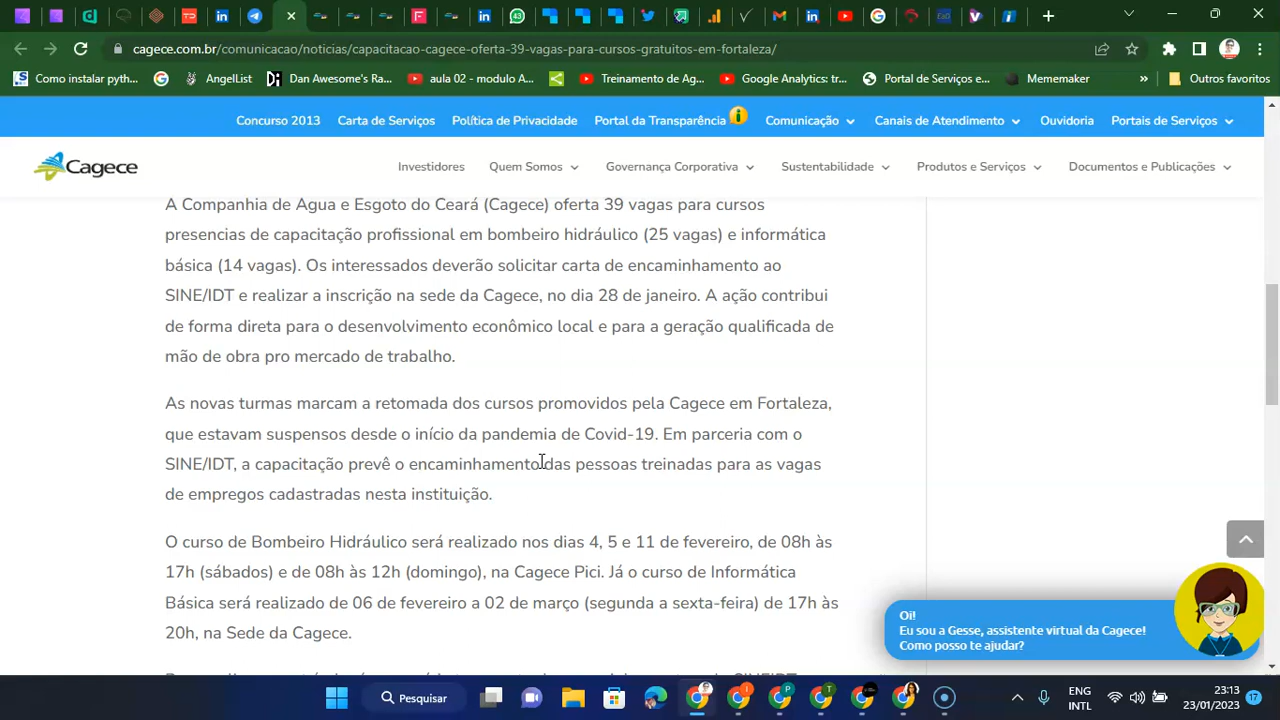 43
cagece.com.br/comunicacao/noticias/capacitacao-cagece-oferta-39-vagas-para-cursos-gratuitos-em-fortaleza/
Como instalar pyth... AngelList Dan Awesome's Ra... aula 02 - modulo A... Treinamento de Ag... Google Analytics: tr... Portal de Serviços e... Mememaker » Outros favoritos
Concurso 2013 Carta de Serviços Política de Privacidade Portal da Transparência Comunicação Canais de Atendimento Ouvidoria Portais de Serviços
Cagece Investidores Quem Somos Governança Corporativa Sustentabilidade Produtos e Serviços Documentos e Publicações
A Companhia de Água e Esgoto do Ceará (Cagece) oferta 39 vagas para cursos
presencias de capacitação profissional em bombeiro hidráulico (25 vagas) e informática
básica (14 vagas). Os interessados deverão solicitar carta de encaminhamento ao
SINE/IDT e realizar a inscrição na sede da Cagece, no dia 28 de janeiro. A ação contribui
de forma direta para o desenvolvimento econômico local e para a geração qualificada de
mão de obra pro mercado de trabalho.
As novas turmas marcam a retomada dos cursos promovidos pela Cagece em Fortaleza,
que estavam suspensos desde o início da pandemia de Covid-19. Em parceria com o
SINE/IDT, a capacitação prevê o encaminhamento das pessoas treinadas para as vagas
de empregos cadastradas nesta instituição.
O curso de Bombeiro Hidráulico será realizado nos dias 4, 5 e 11 de fevereiro, de 08h às
17h (sábados) e de 08h às 12h (domingo), na Cagece Pici. Já o curso de Informática
Básica será realizado de 06 de fevereiro a 02 de março (segunda a sexta-feira) de 17h às
20h, na Sede da Cagece.
Oi!
Eu sou a Gesse, assistente virtual da Cagece!
Como posso te ajudar?
Pesquisar
ENG
INTL
23:13
23/01/2023
17